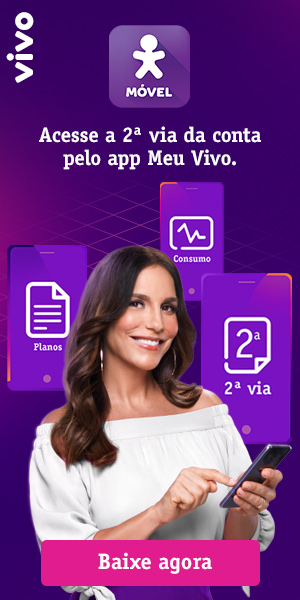 vivo
MÓVEL
Acesse a 2ª via da conta
pelo app Meu Vivo.
Consumo
Planos
2ª
2ª via
Baixe agora